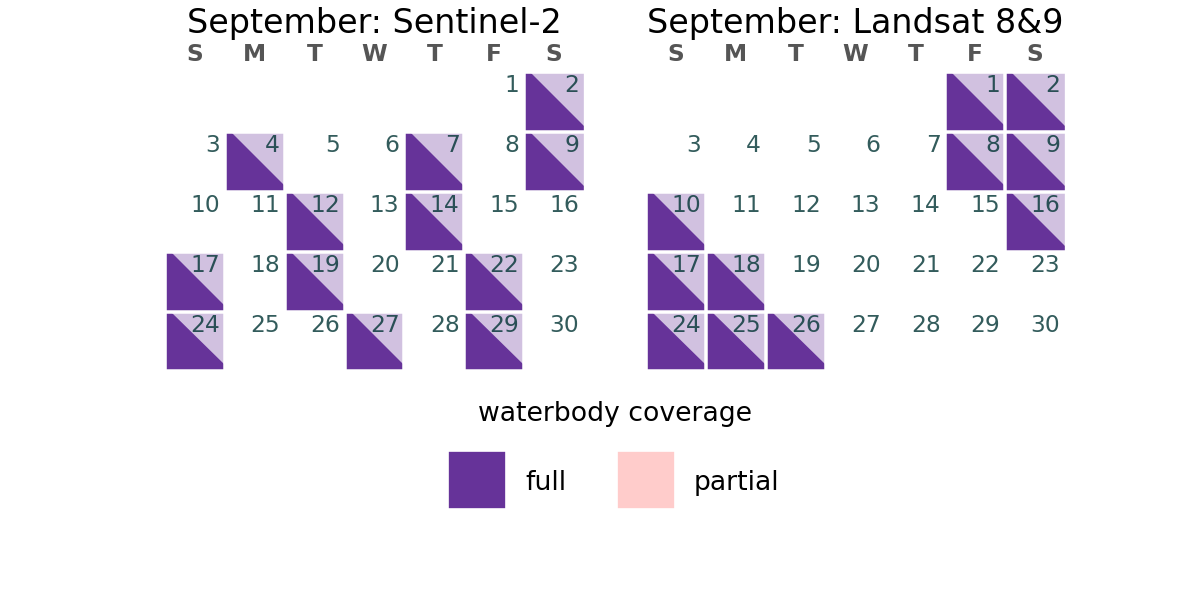 September: Sentinel-2
S M T W T F S
1 2
3 4 5 6 7 8 9
10 11 12 13 14 15 16
17 18 19 20 21 22 23
24 25 26 27 28 29 30
September: Landsat 8&9
S M T W T F S
1 2
3 4 5 6 7 8 9
10 11 12 13 14 15 16
17 18 19 20 21 22 23
24 25 26 27 28 29 30
waterbody coverage
full partial